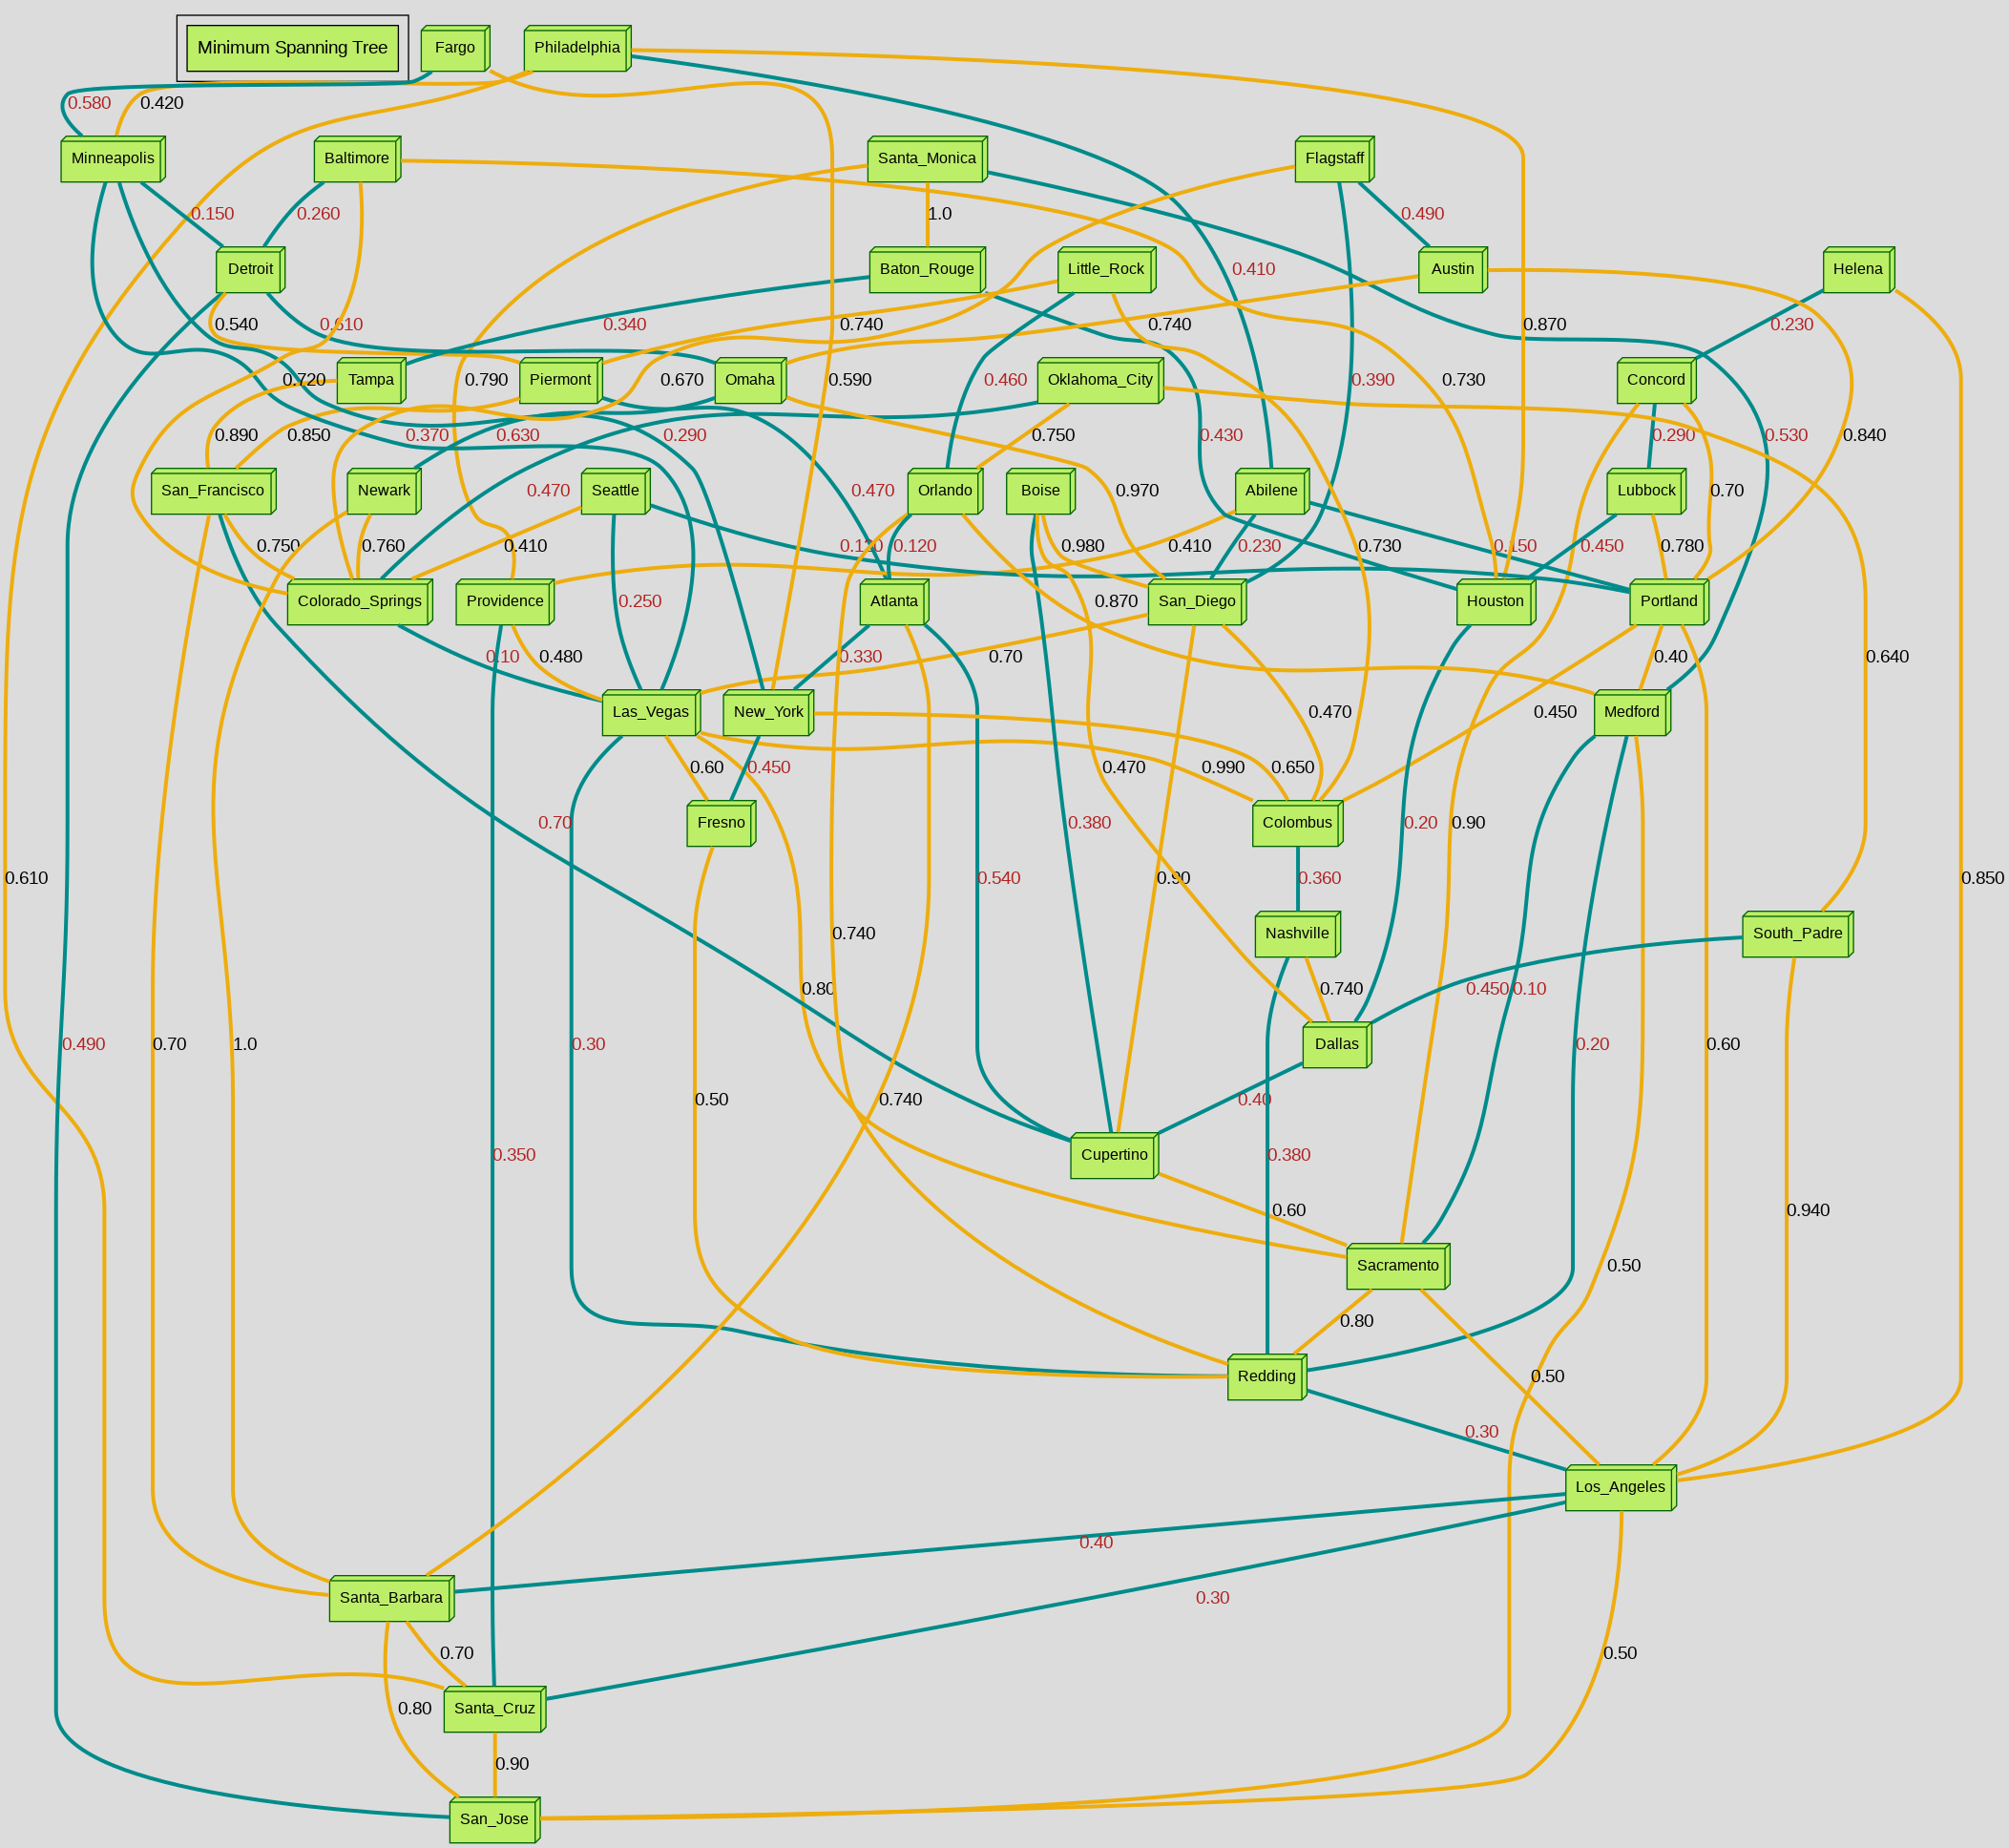 Minimum Spanning Tree
Fargo
Philadelphia
0.580
0.420
Minneapolis
Baltimore
Santa_Monica
Flagstaff
0.150
0.260
1.0
0.490
Detroit
Baton_Rouge
Little_Rock
0.410
Austin
Helena
0.540
0.610
0.340
0.740
0.740
0.870
0.230
Tampa
0.720
Piermont
0.790
0.670
Omaha
0.590
Oklahoma_City
0.460
0.390
0.730
Concord
0.890
0.850
0.370
0.630
0.290
0.750
0.430
0.290
0.530
0.840
San_Francisco
Newark
Seattle
0.470
0.470
Orlando
Boise
0.970
Abilene
Lubbock
0.70
0.750
0.760
0.410
0.120
0.980
0.410
0.230
0.730
0.150
0.450
0.780
Colorado_Springs
Providence
0.250
Atlanta
0.870
San_Diego
Houston
Portland
0.10
0.480
0.330
0.70
0.40
0.640
Las_Vegas
New_York
0.470
0.450
Medford
0.60
0.450
0.470
0.990
0.650
Fresno
0.70
0.380
Colombus
0.20
0.90
0.610
0.540
0.90
0.360
0.850
0.740
Nashville
South_Padre
0.80
0.740
0.450
0.10
0.490
0.70
1.0
0.30
Dallas
0.20
0.60
0.50
0.740
0.40
0.350
Cupertino
0.380
0.60
0.940
Sacramento
0.50
0.80
Redding
0.50
0.30
Los_Angeles
0.40
Santa_Barbara
0.30
0.70
0.50
0.80
Santa_Cruz
0.90
San_Jose